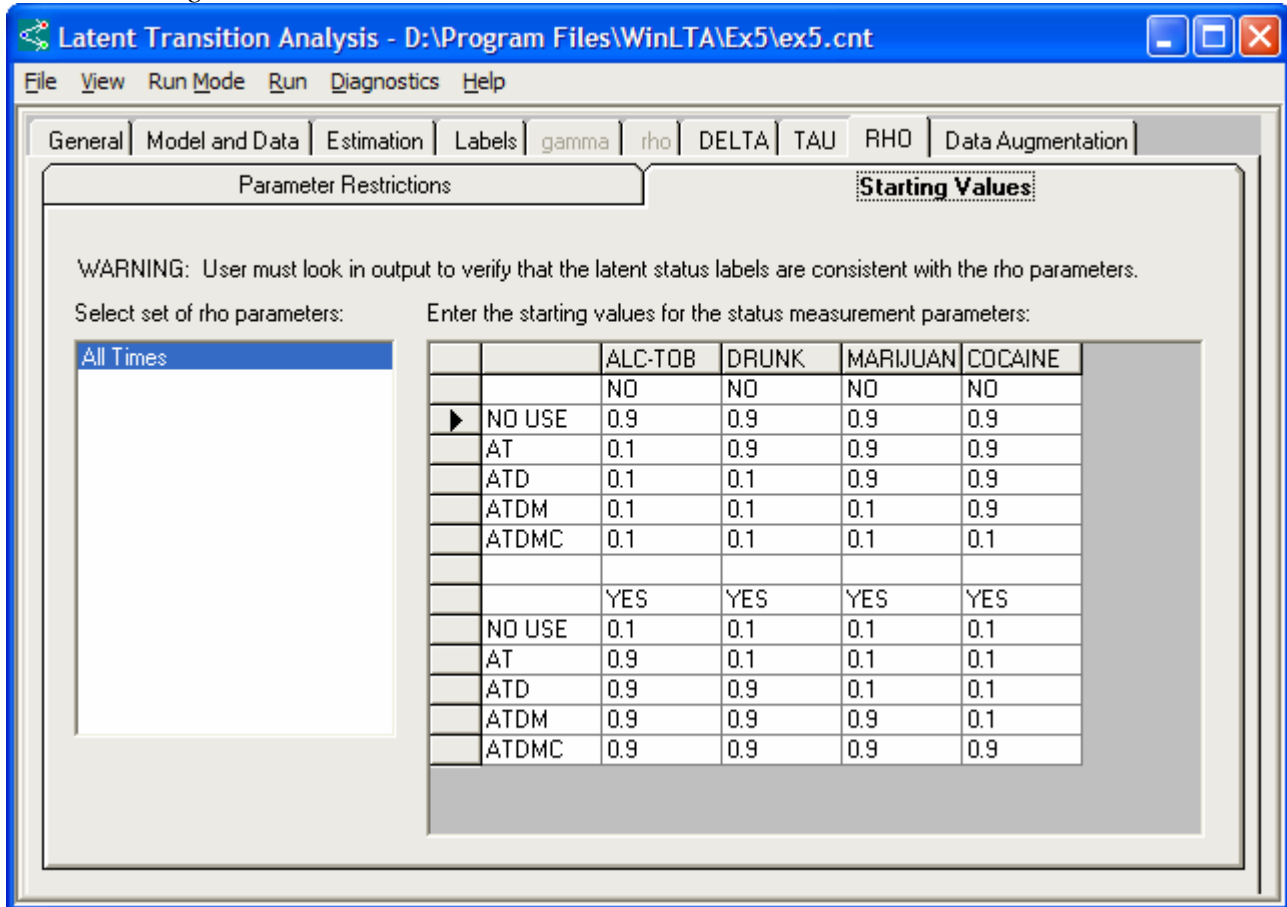 Latent Transition Analysis - D:\Program Files\WinLTA\Ex5\ex5.cnt
File View Run Mode Run Diagnostics Help
General Model and Data Estimation Labels gamma rho DELTA TAU RHO Data Augmentation
Parameter Restrictions Starting Values
WARNING: User must look in output to verify that the latent status labels are consistent with the rho parameters.
Select set of rho parameters: Enter the starting values for the status measurement parameters:
All Times
ALC-TOB DRUNK MARIJUAN COCAINE
NO NO NO NO
NO USE 0.9 0.9 0.9 0.9
AT 0.1 0.9 0.9 0.9
ATD 0.1 0.1 0.9 0.9
ATDM 0.1 0.1 0.1 0.9
ATDMC 0.1 0.1 0.1 0.1
YES YES YES YES
NO USE 0.1 0.1 0.1 0.1
AT 0.9 0.1 0.1 0.1
ATD 0.9 0.9 0.1 0.1
ATDM 0.9 0.9 0.9 0.1
ATDMC 0.9 0.9 0.9 0.9